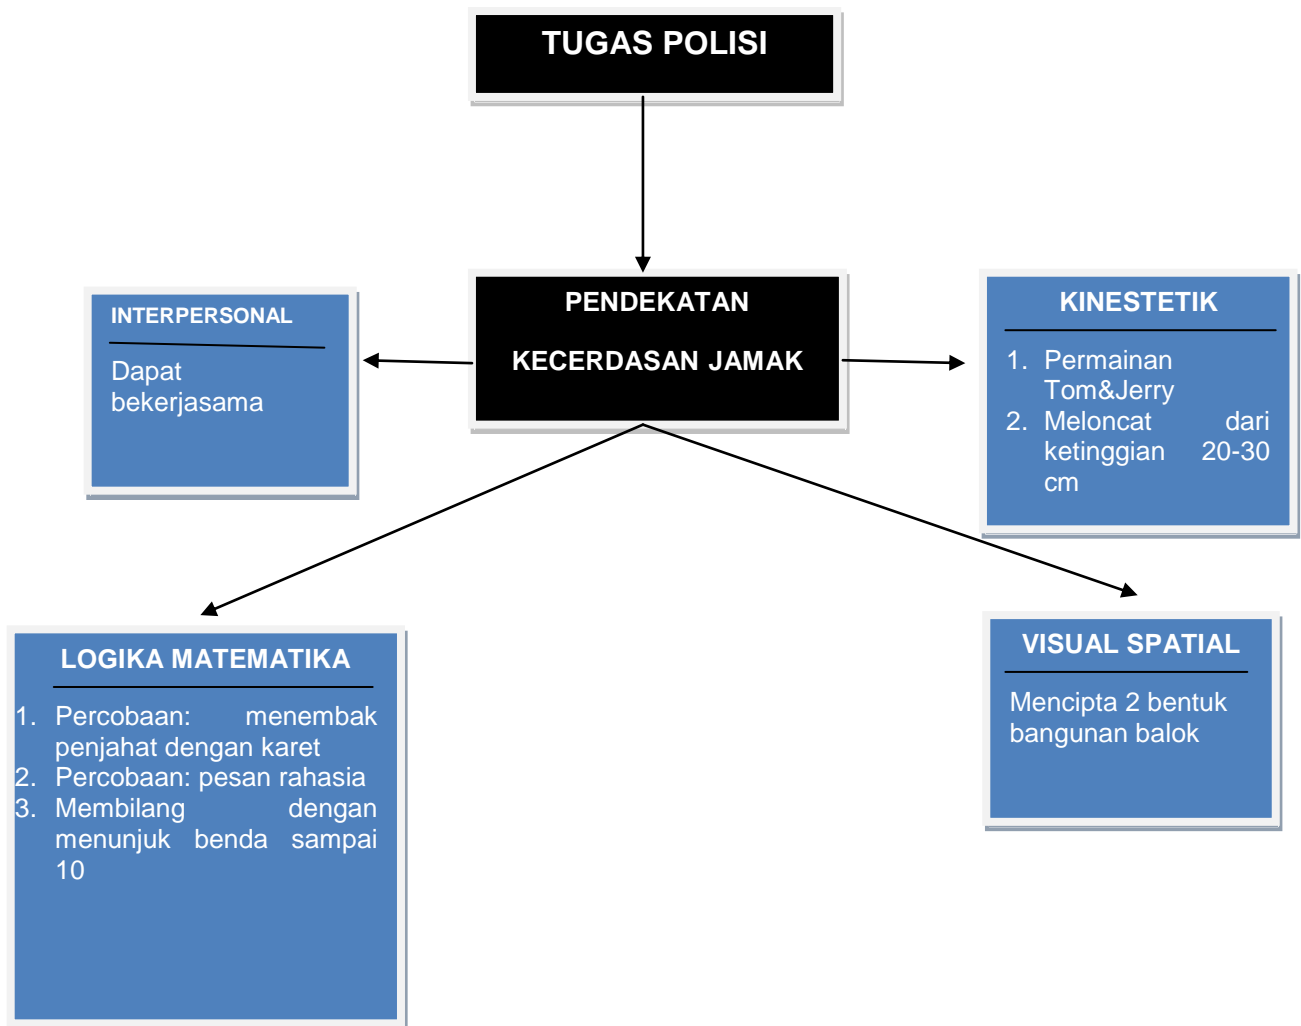 TUGAS POLISI
PENDEKATAN
KECERDASAN JAMAK
INTERPERSONAL
Dapat
bekerjasama
KINESTETIK
1. Permainan
Tom&Jerry
2. Meloncat dari
ketinggian 20-30
cm
LOGIKA MATEMATIKA
1. Percobaan: menembak
penjahat dengan karet
2. Percobaan: pesan rahasia
3. Membilang dengan
menunjuk benda sampai
10
VISUAL SPATIAL
Mencipta 2 bentuk
bangunan balok